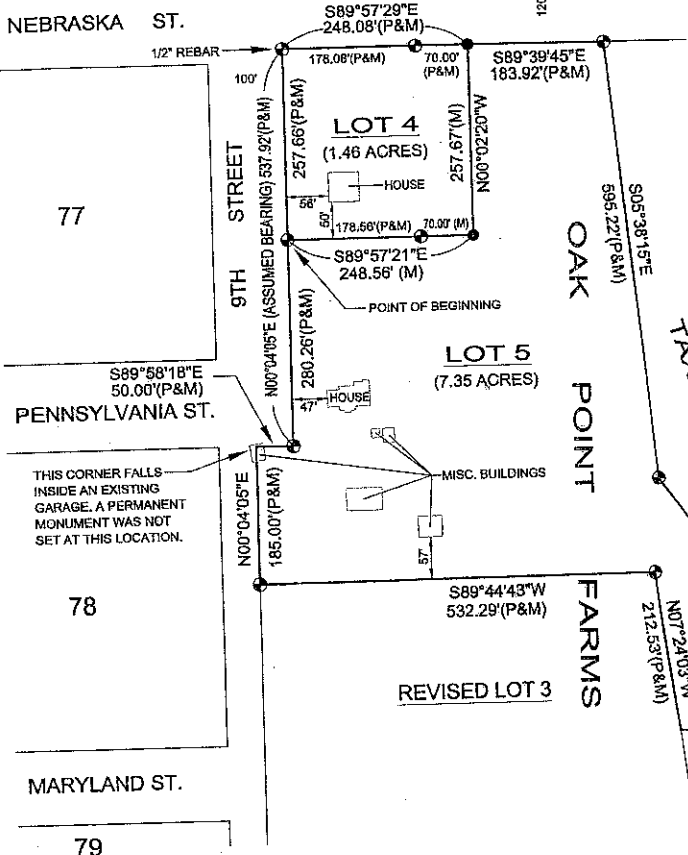 NEBRASKA ST.
S89°57'29"E
248.08'(P&M)
120
1/2" REBAR
178.08'(P&M)
70.00'
(P&M)
S89°39'45"E
183.92'(P&M)
100'
LOT 4
(1.46 ACRES)
257.66'(P&M)
257.67'(M)
N00°02'20"W
HOUSE
56'
50'
77
9TH STREET
N00°04'05"E (ASSUMED BEARING) 537.92'(P&M)
178.56'(P&M)
70.00' (M)
S89°57'21"E
248.56' (M)
S05°38'15"E
595.22'(P&M)
POINT OF BEGINNING
280.26'(P&M)
LOT 5
(7.35 ACRES)
S89°58'18"E
50.00'(P&M)
47'
HOUSE
PENNSYLVANIA ST.
OAK POINT FARMS
THIS CORNER FALLS
INSIDE AN EXISTING
GARAGE. A PERMANENT
MONUMENT WAS NOT
SET AT THIS LOCATION.
MISC. BUILDINGS
N00°04'05"E
185.00'(P&M)
57'
78
S89°44'43"W
532.29'(P&M)
N07°24'03"W
212.53'(P&M)
REVISED LOT 3
MARYLAND ST.
79